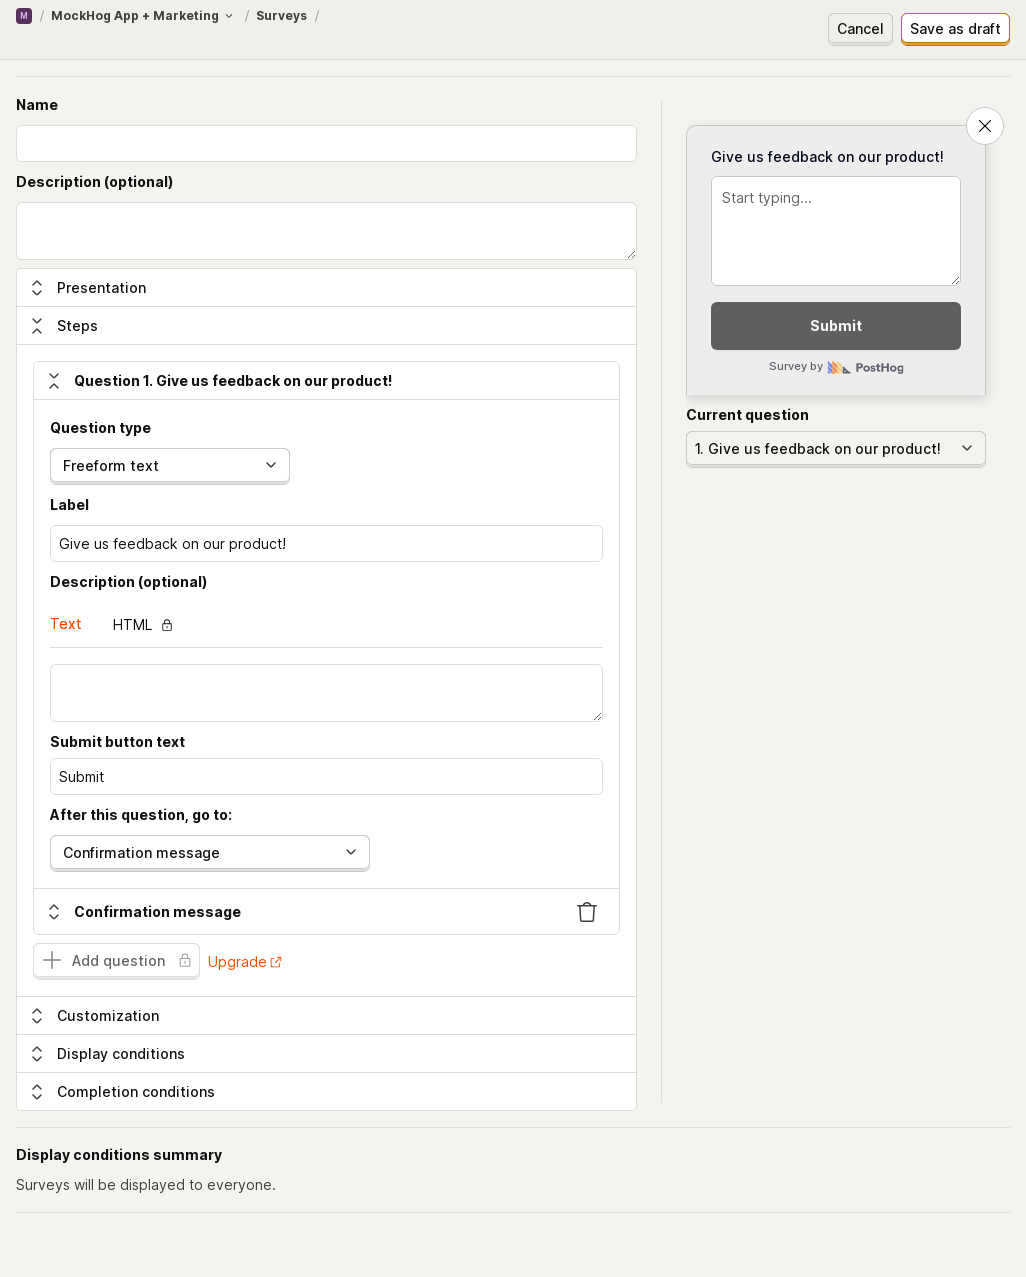 M / MockHog App + Marketing / Surveys /
Cancel
Save as draft
Name
Description (optional)
Presentation
Steps
Question 1. Give us feedback on our product!
Question type
Freeform text
Label
Give us feedback on our product!
Description (optional)
Text HTML
Submit button text
Submit
After this question, go to:
Confirmation message
Confirmation message
Add question Upgrade
Customization
Display conditions
Completion conditions
Give us feedback on our product!
Start typing...
Submit
Survey by PostHog
Current question
1. Give us feedback on our product!
Display conditions summary
Surveys will be displayed to everyone.